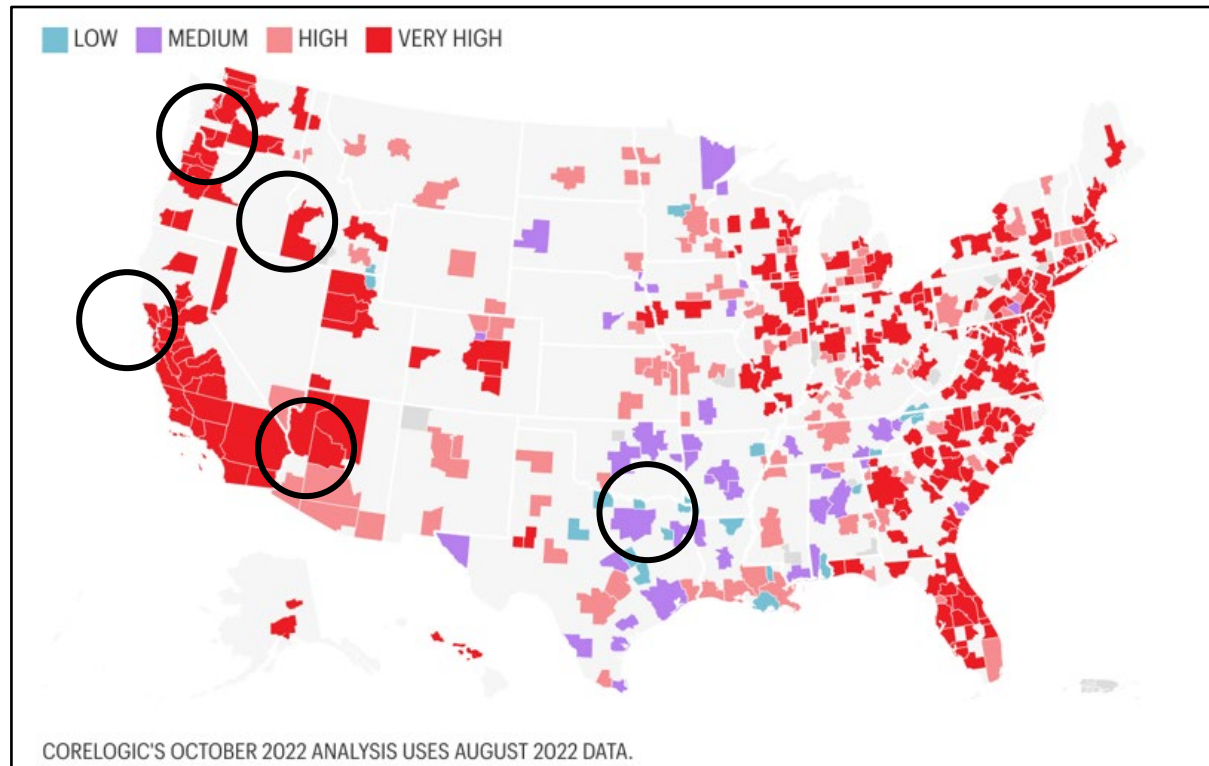 LOW MEDIUM HIGH VERY HIGH
CORELOGIC'S OCTOBER 2022 ANALYSIS USES AUGUST 2022 DATA.